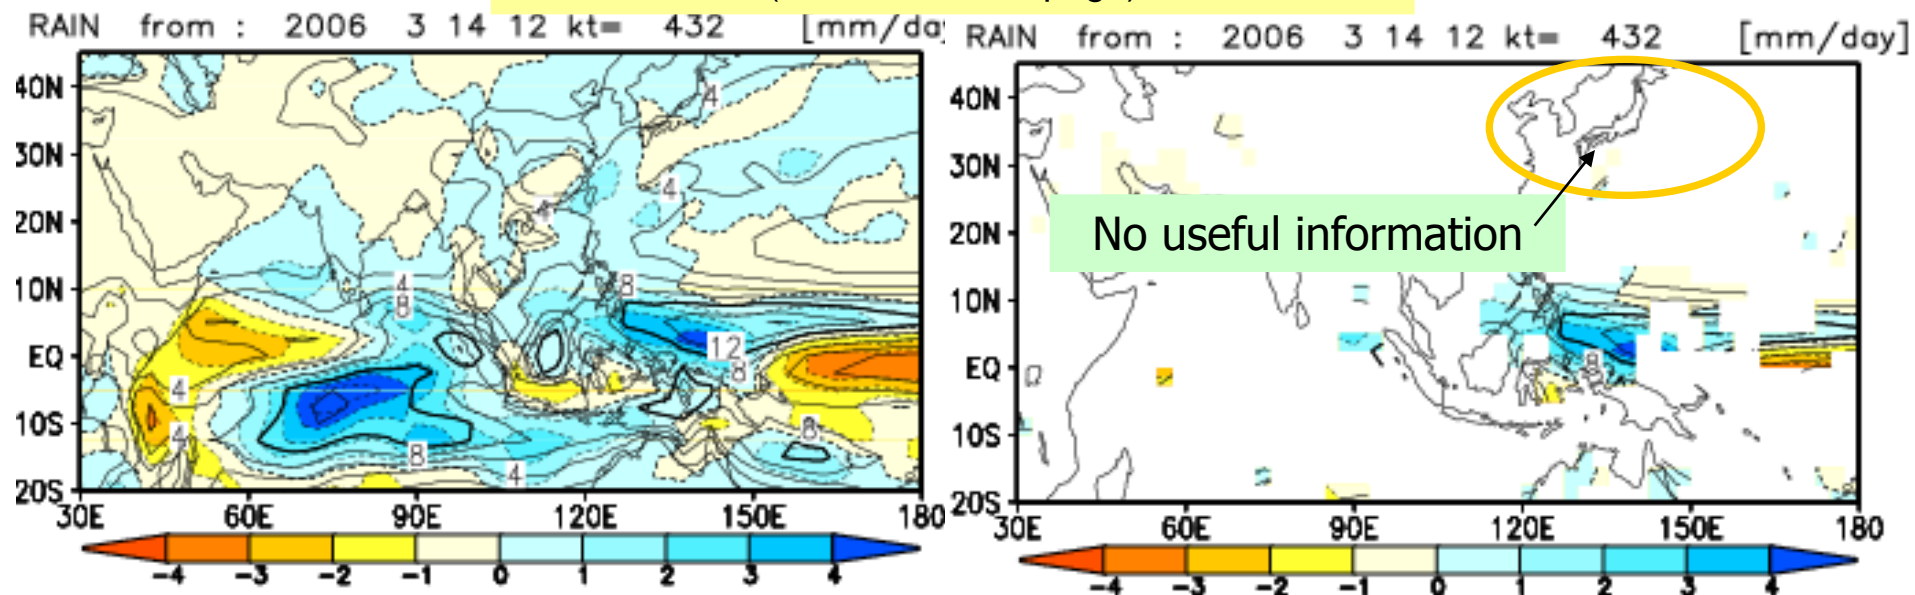 RAIN from : 2006 3 14 12 kt= 432 [mm/da
40N
30N
20N
10N
EQ
10S
20S
30E 60E 90E 120E 150E 180
4
4
4
4
8
8
12
8
4
4
8
8
4
-4 -3 -2 -1 0 1 2 3 4
RAIN from : 2006 3 14 12 kt= 432 [mm/day]
40N
30N
20N
10N
EQ
10S
20S
No useful information
8
30E 60E 90E 120E 150E 180
-4 -3 -2 -1 0 1 2 3 4